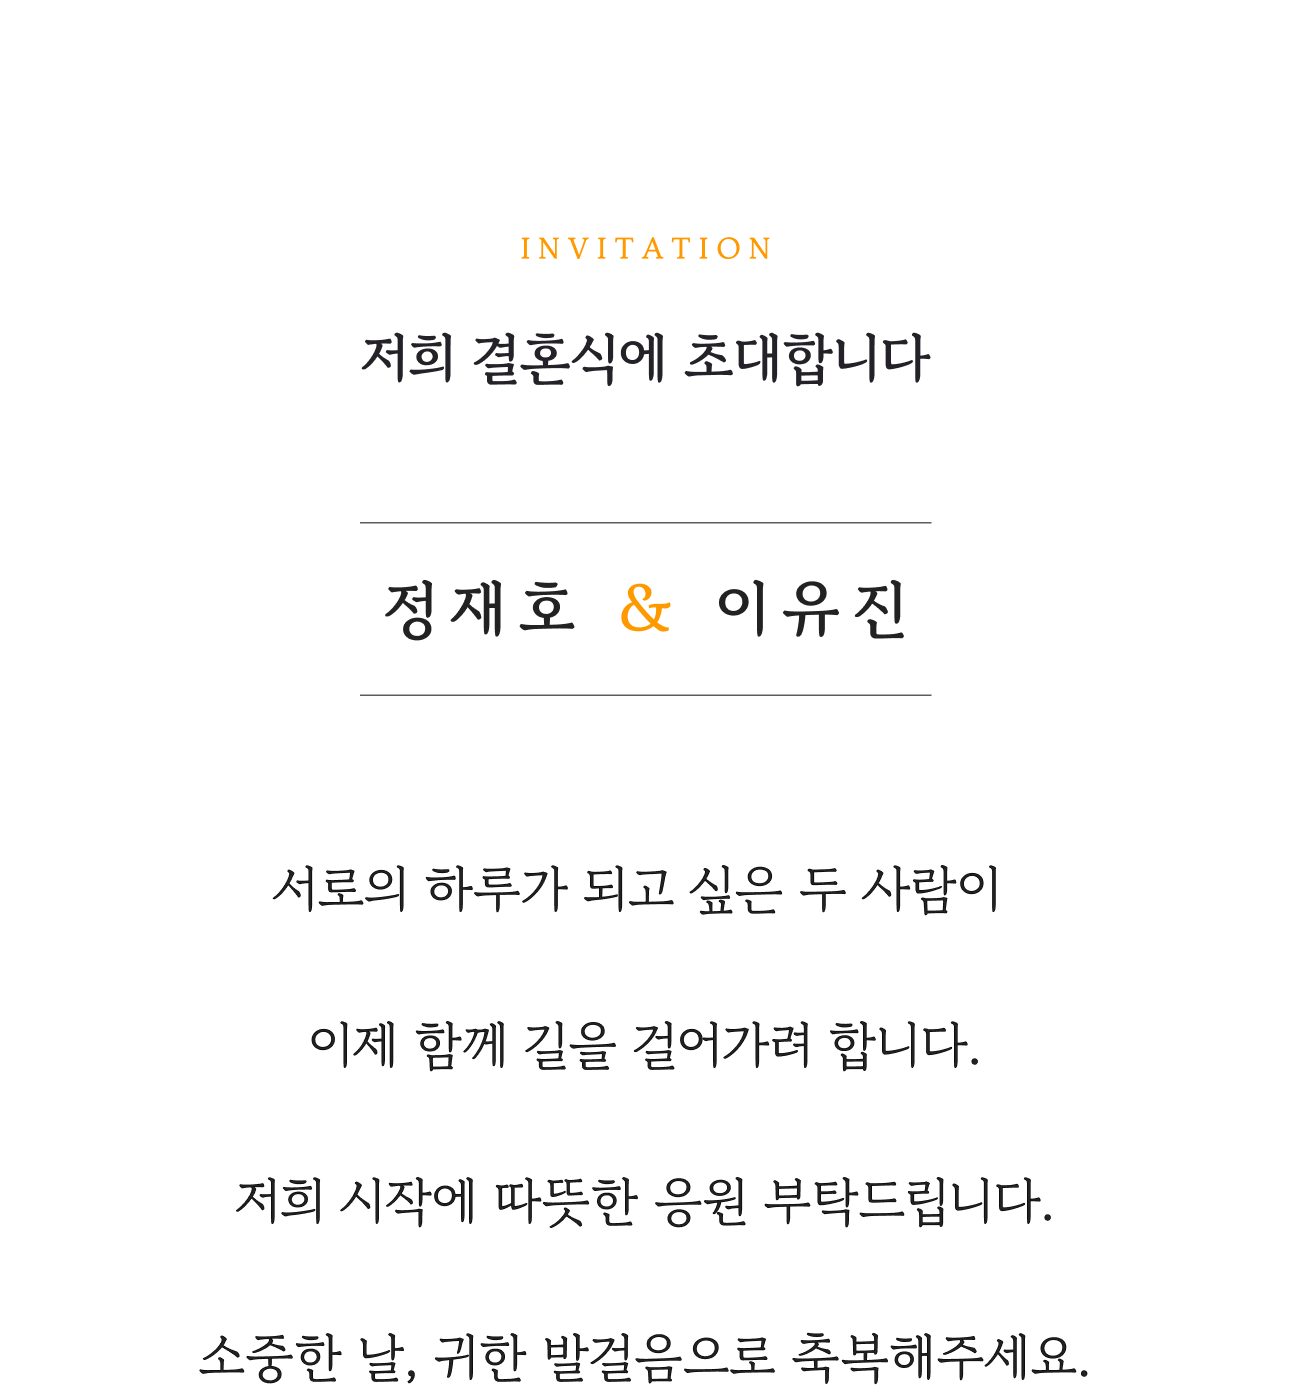 INVITATION
저희 결혼식에 초대합니다
정재호 & 이유진
서로의 하루가 되고 싶은 두 사람이
이제 함께 길을 걸어가려 합니다.
저희 시작에 따뜻한 응원 부탁드립니다.
소중한 날, 귀한 발걸음으로 축복해주세요.